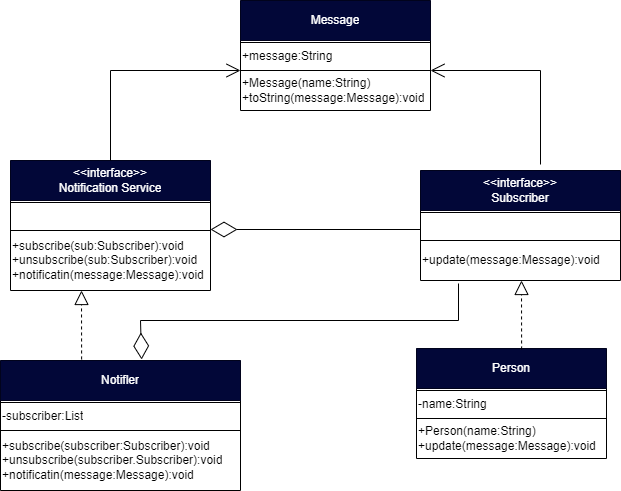 Message
+message:String
+Message(name:String)
+toString(message:Message):void
<<interface>>
Notification Service
+subscribe(sub:Subscriber):void
+unsubscribe(sub:Subscriber):void
+notificatin(message:Message):void
<<interface>>
Subscriber
+update(message:Message):void
Notifler
-subscriber:List
+subscribe(subscriber:Subscriber):void
+unsubscribe(subscriber.Subscriber):void
+notificatin(message:Message):void
Person
-name:String
+Person(name:String)
+update(message:Message):void